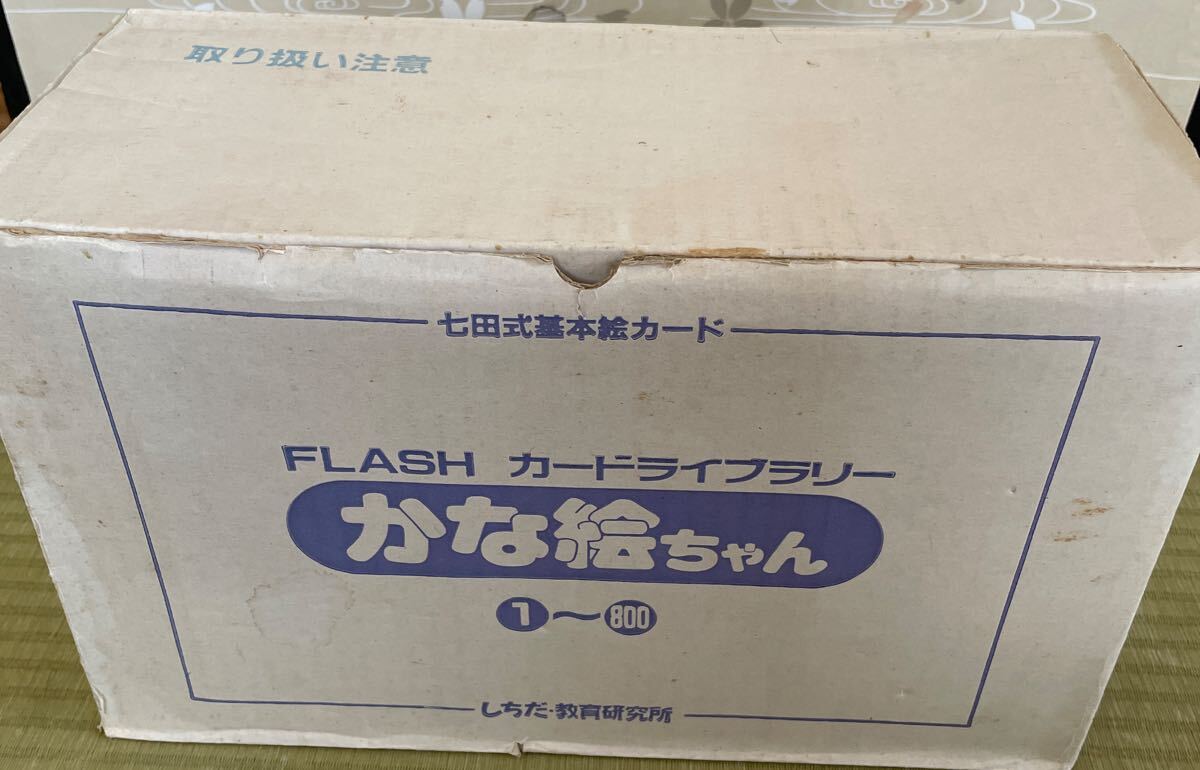 取り扱い注意
七田式基本絵カード
FLASH カードライブラリー
かな絵ちゃん
1〜800
しちだ・教育研究所